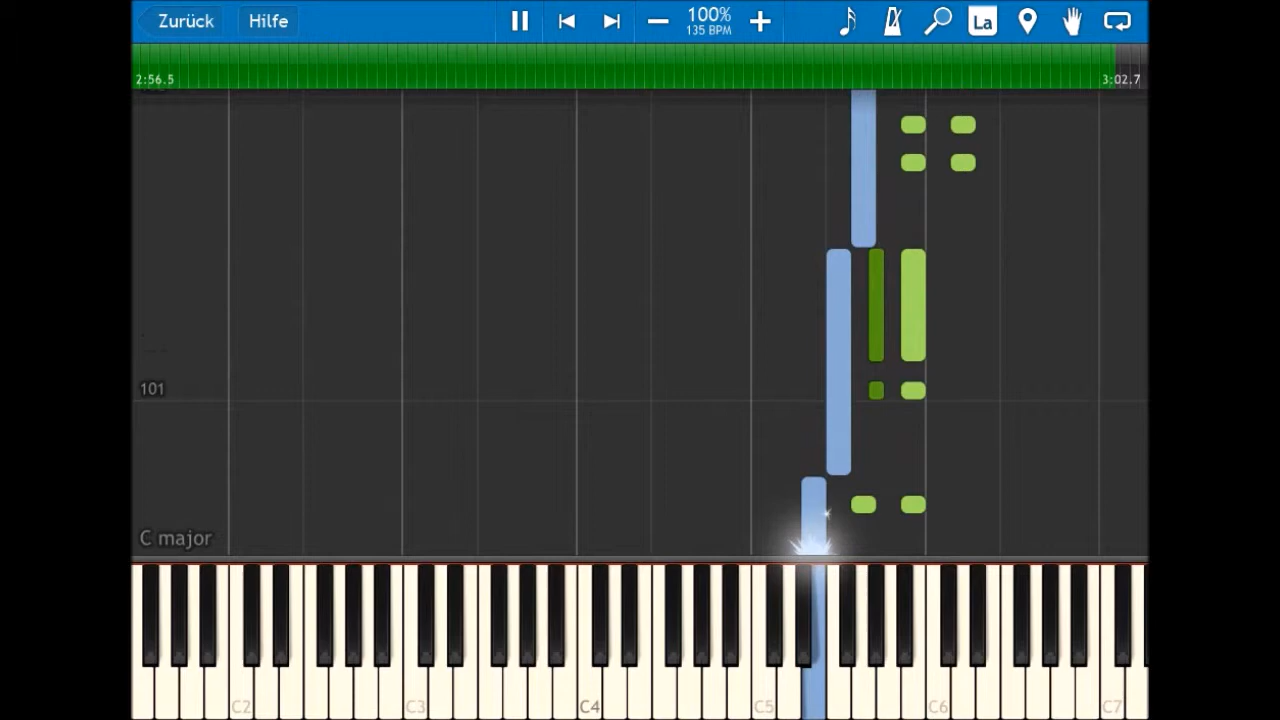 Zurück
Hilfe
100%
135 BPM
La
2:56.5
3:02.7
101
C major
C2
C3
C4
C5
C6
C7